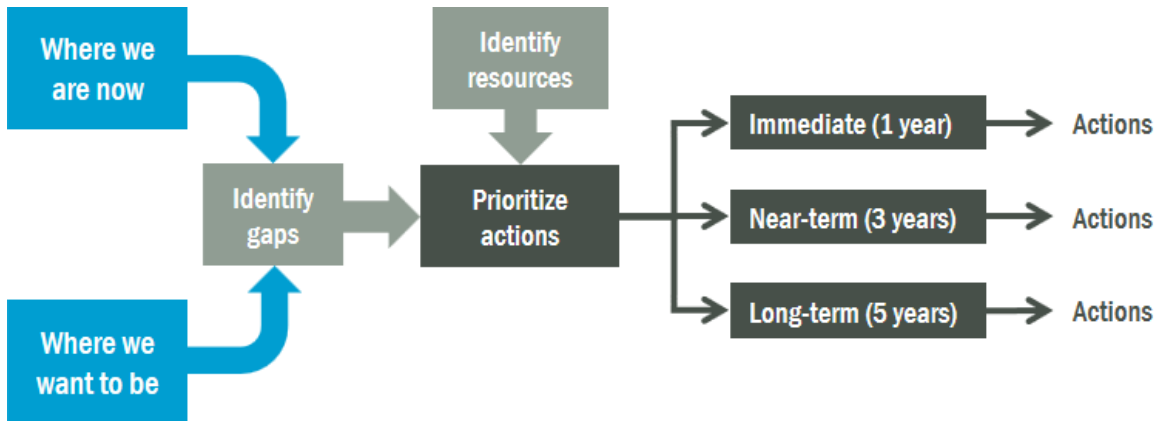 Where we
are now
Identify
resources
Immediate (1 year)
Actions
Identify
gaps
Prioritize
actions
Near-term (3 years)
Actions
Long-term (5 years)
Actions
Where we
want to be